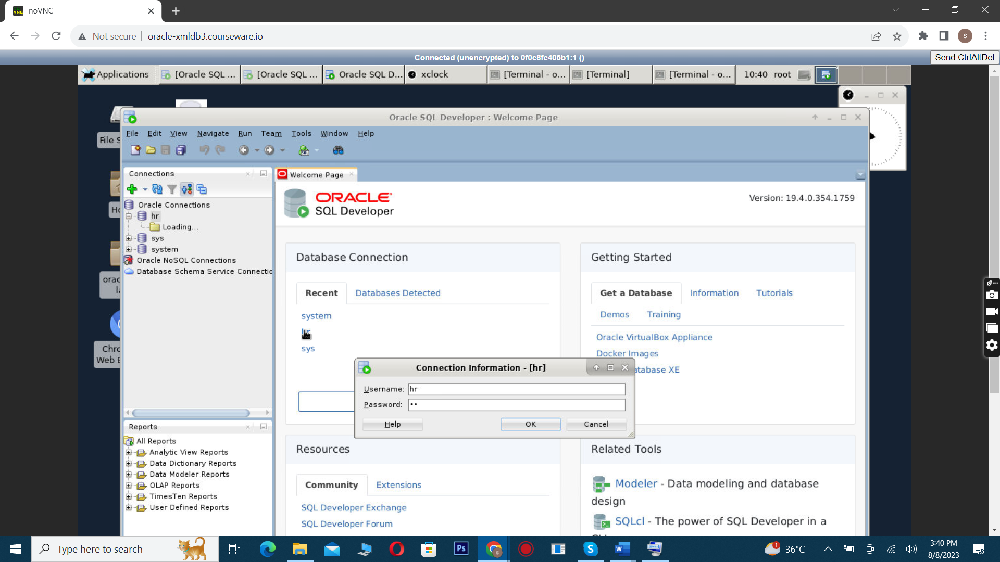 noVNC
Not secure
oracle-xmldb3.courseware.io
s
Connected (unencrypted) to 0f0c8fc405b1:1 ()
Send CtrlAltDel
Applications
[Oracle SQL ...
[Oracle SQL ...
Oracle SQL D...
xclock
[Terminal - o...
[Terminal]
[Terminal - o...
10:40 root
File S
Oracle SQL Developer : Welcome Page
File Edit View Navigate Run Team Tools Window Help
Connections
Welcome Page
ORACLE
SQL Developer
Version: 19.4.0.354.1759
Oracle Connections
hr
Loading...
sys
system
Oracle NoSQL Connections
Database Schema Service Connectio
Database Connection
Recent
Databases Detected
system
sys
Getting Started
Get a Database
Information
Tutorials
Demos
Training
Oracle VirtualBox Appliance
Docker Images
atabase XE
orac
Chro
Web
Connection Information - [hr]
Username: hr
Password: ••
Help
OK
Cancel
Reports
All Reports
Analytic View Reports
Data Dictionary Reports
Data Modeler Reports
OLAP Reports
TimesTen Reports
User Defined Reports
Resources
Community
Extensions
SQL Developer Exchange
SQL Developer Forum
Related Tools
Modeler - Data modeling and database
design
SQLcl - The power of SQL Developer in a
Type here to search
Ps
1
36°C
3:40 PM
8/8/2023